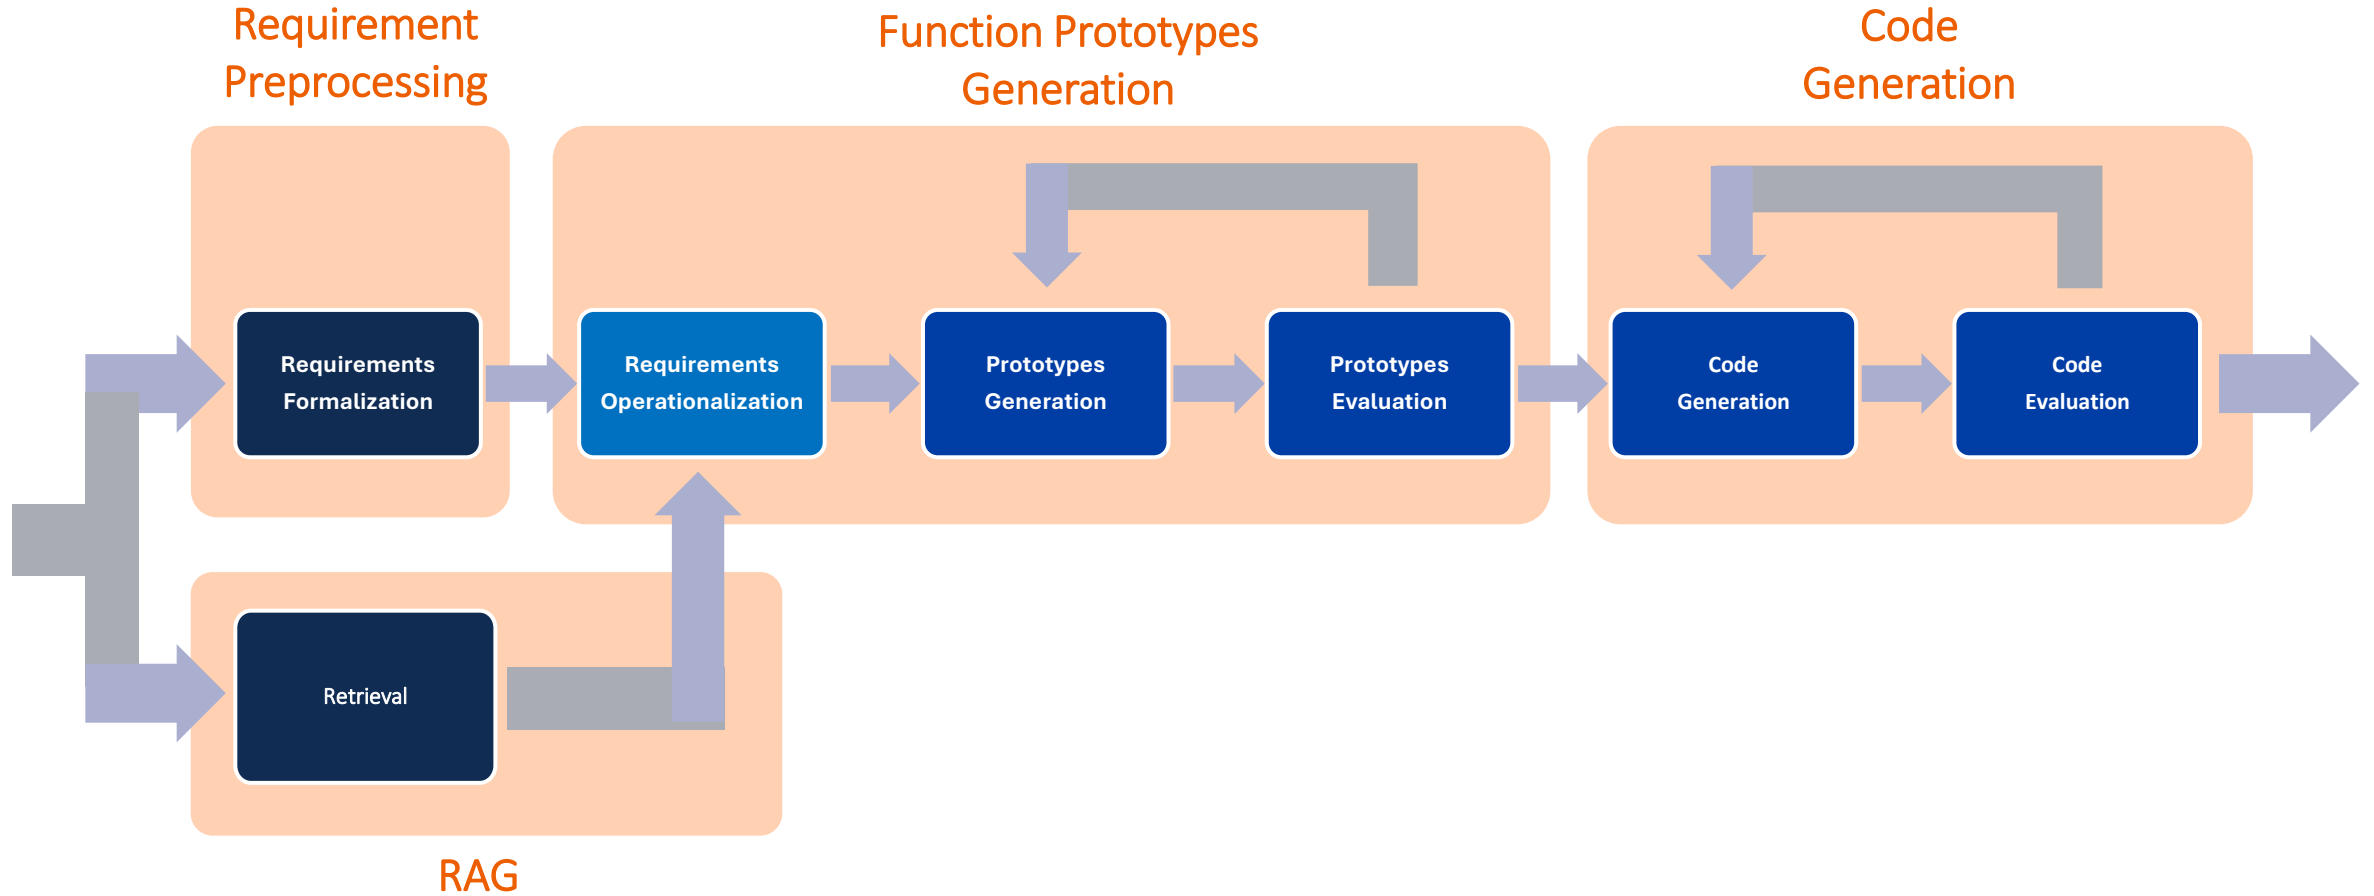 Requirement
Preprocessing
Function Prototypes
Generation
Code
Generation
Requirements
Formalization
Requirements
Operationalization
Prototypes
Generation
Prototypes
Evaluation
Code
Generation
Code
Evaluation
Retrieval
RAG